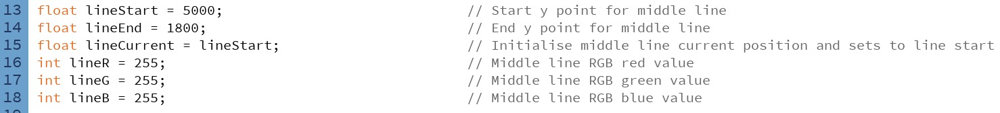 13 float lineStart = 5000; // Start y point for middle line
14 float lineEnd = 1800; // End y point for middle line
15 float lineCurrent = lineStart; // Initialise middle line current position and sets to line start
16 int lineR = 255; // Middle line RGB red value
17 int lineG = 255; // Middle line RGB green value
18 int lineB = 255; // Middle line RGB blue value